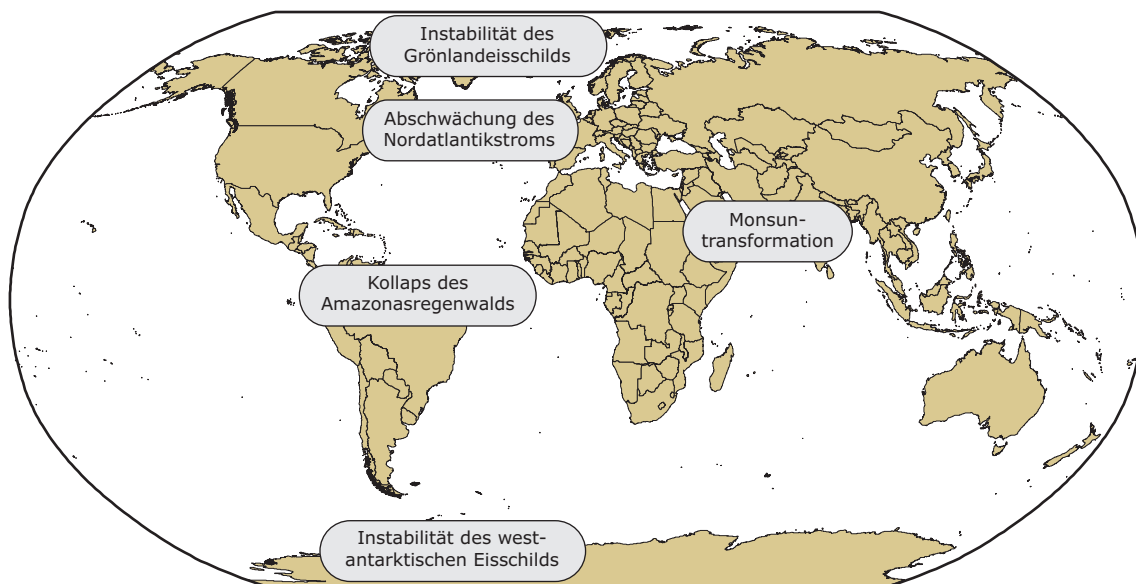 Instabilität des
Grönlandeisschilds
Abschwächung des
Nordatlantikstroms
Monsun-
transformation
Kollaps des
Amazonasregenwalds
Instabilität des west-
antarktischen Eisschilds